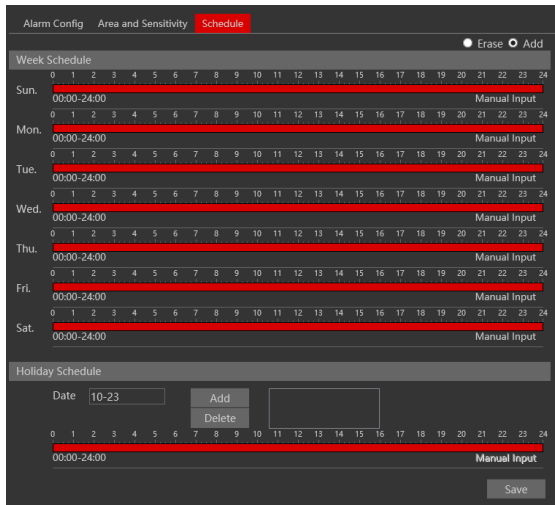 Alarm Config Area and Sensitivity Schedule
Erase Add
Week Schedule
0 1 2 3 4 5 6 7 8 9 10 11 12 13 14 15 16 17 18 19 20 21 22 23 24
Sun.
00:00-24:00 Manual Input
0 1 2 3 4 5 6 7 8 9 10 11 12 13 14 15 16 17 18 19 20 21 22 23 24
Mon.
00:00-24:00 Manual Input
0 1 2 3 4 5 6 7 8 9 10 11 12 13 14 15 16 17 18 19 20 21 22 23 24
Tue.
00:00-24:00 Manual Input
0 1 2 3 4 5 6 7 8 9 10 11 12 13 14 15 16 17 18 19 20 21 22 23 24
Wed.
00:00-24:00 Manual Input
0 1 2 3 4 5 6 7 8 9 10 11 12 13 14 15 16 17 18 19 20 21 22 23 24
Thu.
00:00-24:00 Manual Input
0 1 2 3 4 5 6 7 8 9 10 11 12 13 14 15 16 17 18 19 20 21 22 23 24
Fri.
00:00-24:00 Manual Input
0 1 2 3 4 5 6 7 8 9 10 11 12 13 14 15 16 17 18 19 20 21 22 23 24
Sat.
00:00-24:00 Manual Input
Holiday Schedule
Date 10-23 Add
Delete
0 1 2 3 4 5 6 7 8 9 10 11 12 13 14 15 16 17 18 19 20 21 22 23 24
00:00-24:00 Manual Input
Save